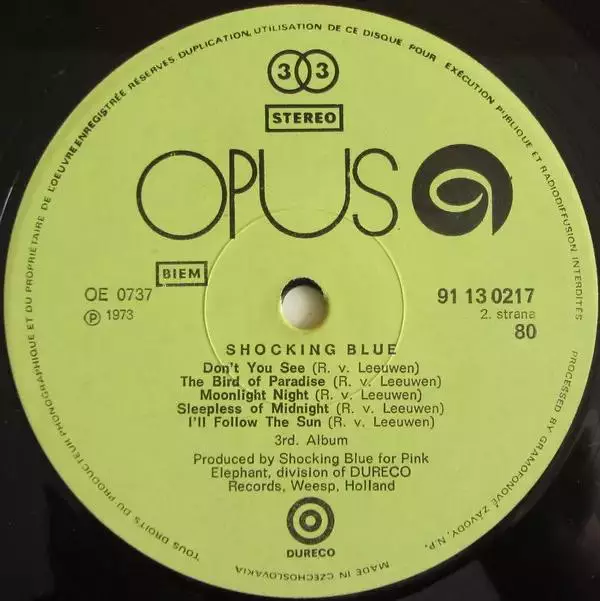 TOUS DROITS DU PRODUCTEUR PHONOGRAPHIQUE ET DU PROPRIÉTAIRE DE L'OEUVRE ENREGISTRÉE RÉSERVÉS. DUPLICATION, UTILISATION DE CE DISQUE POUR EXÉCUTION PUBLIQUE ET RADIODIFFUSION INTERDITES
33
STEREO
OPUS
BIEM
OE 0737
℗ 1973
91 13 0217
2. strana
80
SHOCKING BLUE
Don't You See (R. v. Leeuwen)
The Bird of Paradise (R. v. Leeuwen)
Moonlight Night (R. v. Leeuwen)
Sleepless of Midnight (R. v. Leeuwen)
I'll Follow The Sun (R. v. Leeuwen)
3rd. Album
Produced by Shocking Blue for Pink
Elephant, division of DURECO
Records, Weesp, Holland
DURECO
PROCESSED BY GRAMOFONOVÉ ZÁVODY, N.P.
MADE IN CZECHOSLOVAKIA